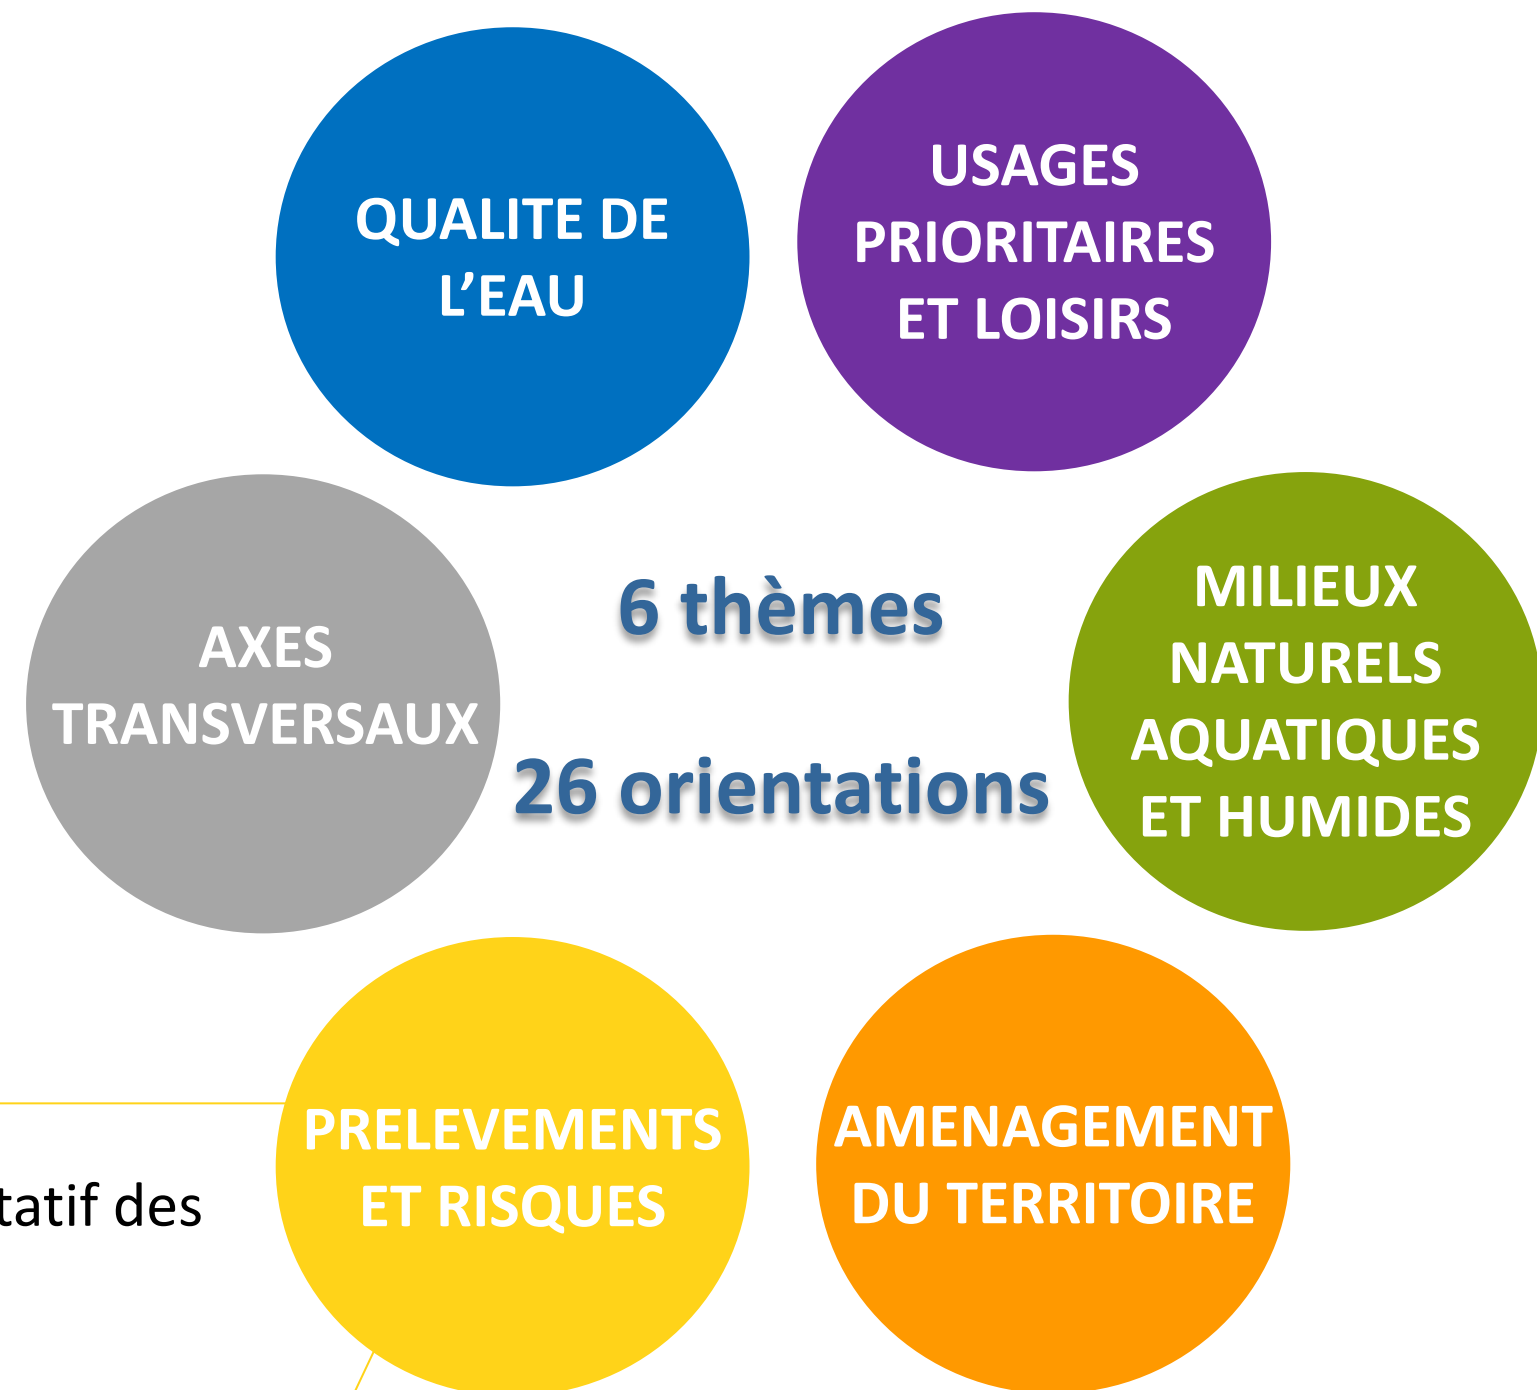 QUALITE DE
L’EAU
USAGES
PRIORITAIRES
ET LOISIRS
AXES
TRANSVERSAUX
6 thèmes
26 orientations
MILIEUX
NATURELS
AQUATIQUES
ET HUMIDES
PRELEVEMENTS
ET RISQUES
AMENAGEMENT
DU TERRITOIRE
tatif des